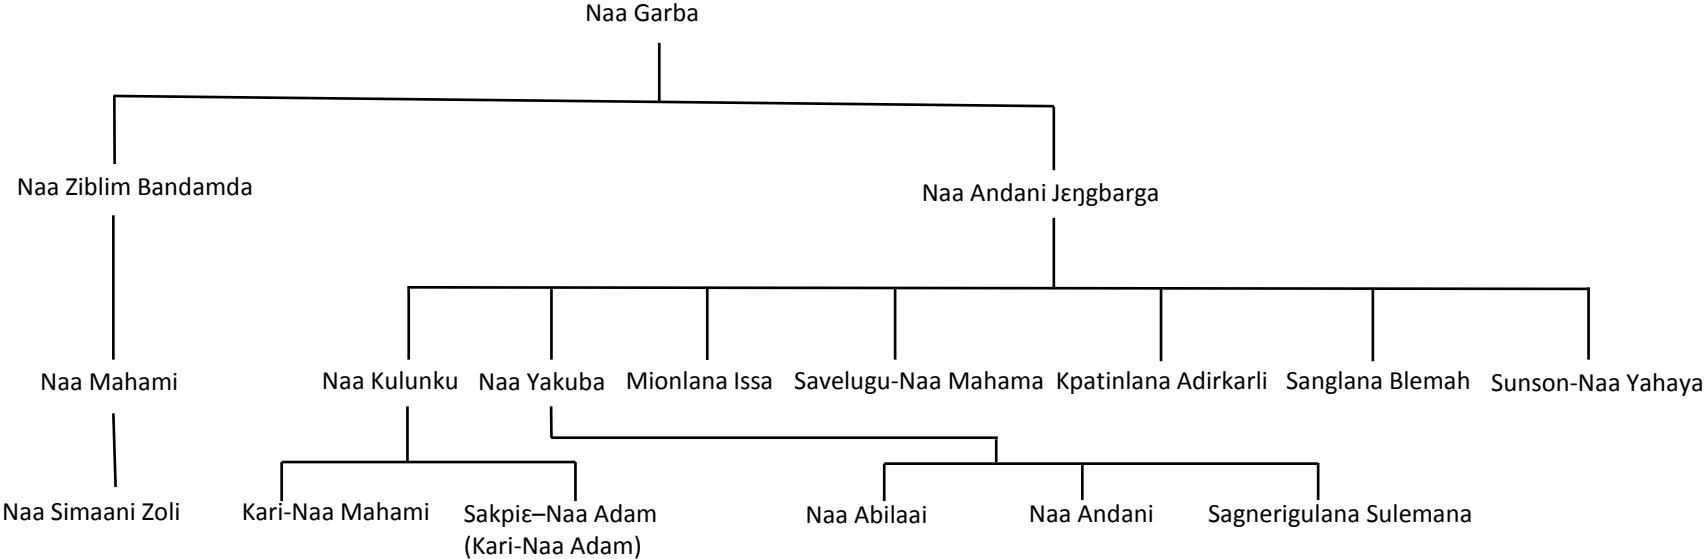 Naa Garba
Naa Ziblim Bandamda
Naa Andani Jɛŋgbarga
Naa Mahami
Naa Kulunku
Naa Yakuba
Mionlana Issa
Savelugu-Naa Mahama
Kpatinlana Adirkarli
Sanglana Blemah
Sunson-Naa Yahaya
Naa Simaani Zoli
Kari-Naa Mahami
Sakpiɛ–Naa Adam
(Kari-Naa Adam)
Naa Abilaai
Naa Andani
Sagnerigulana Sulemana